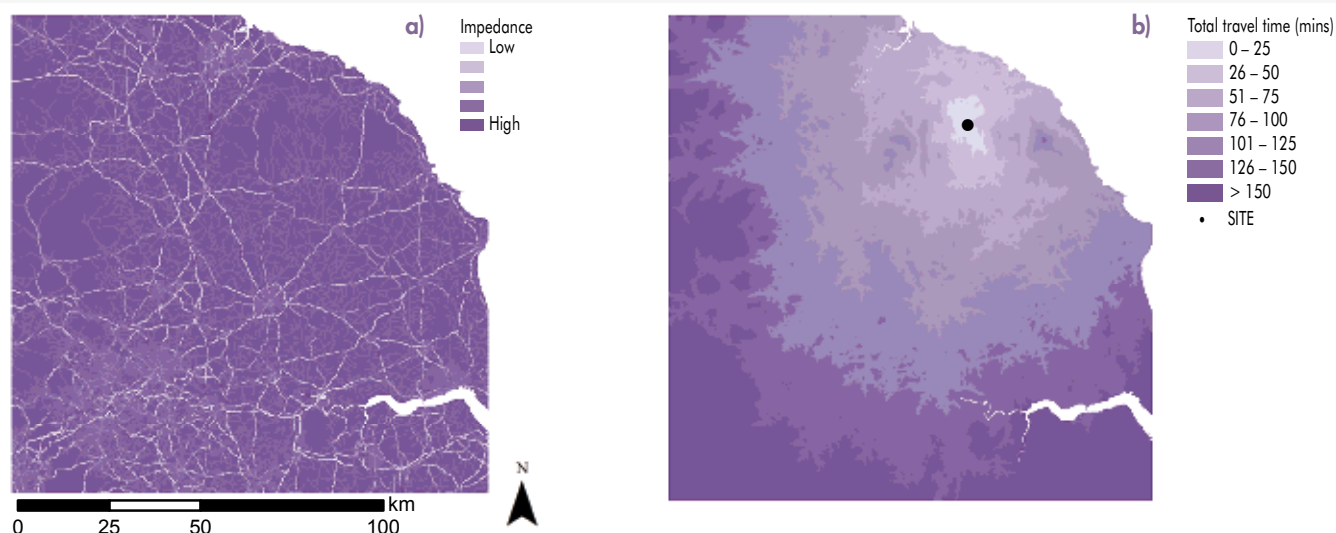 a)
Impedance
Low
High
N
km
0 25 50 100
b)
Total travel time (mins)
0 – 25
26 – 50
51 – 75
76 – 100
101 – 125
126 – 150
> 150
SITE